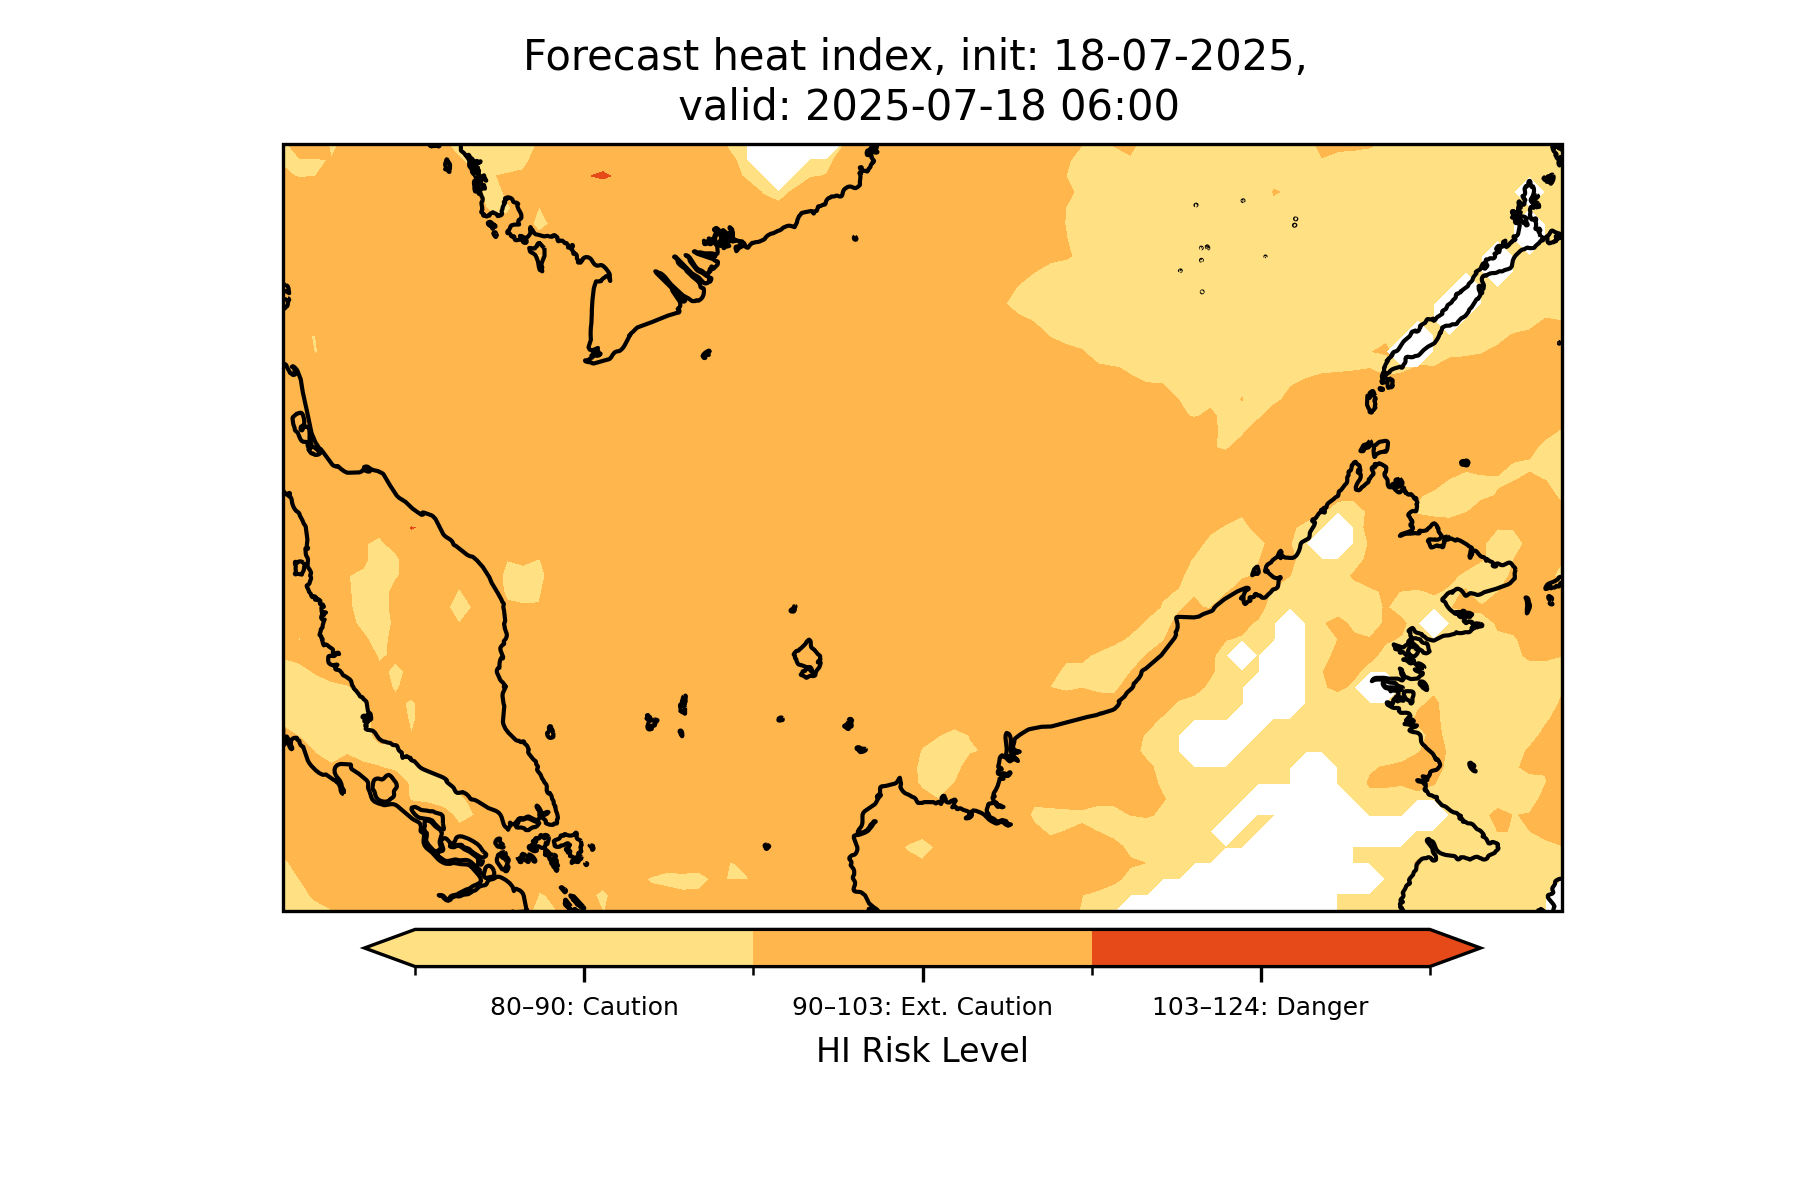 Forecast heat index, init: 18-07-2025,
valid: 2025-07-18 06:00
80–90: Caution
90–103: Ext. Caution
103–124: Danger
HI Risk Level